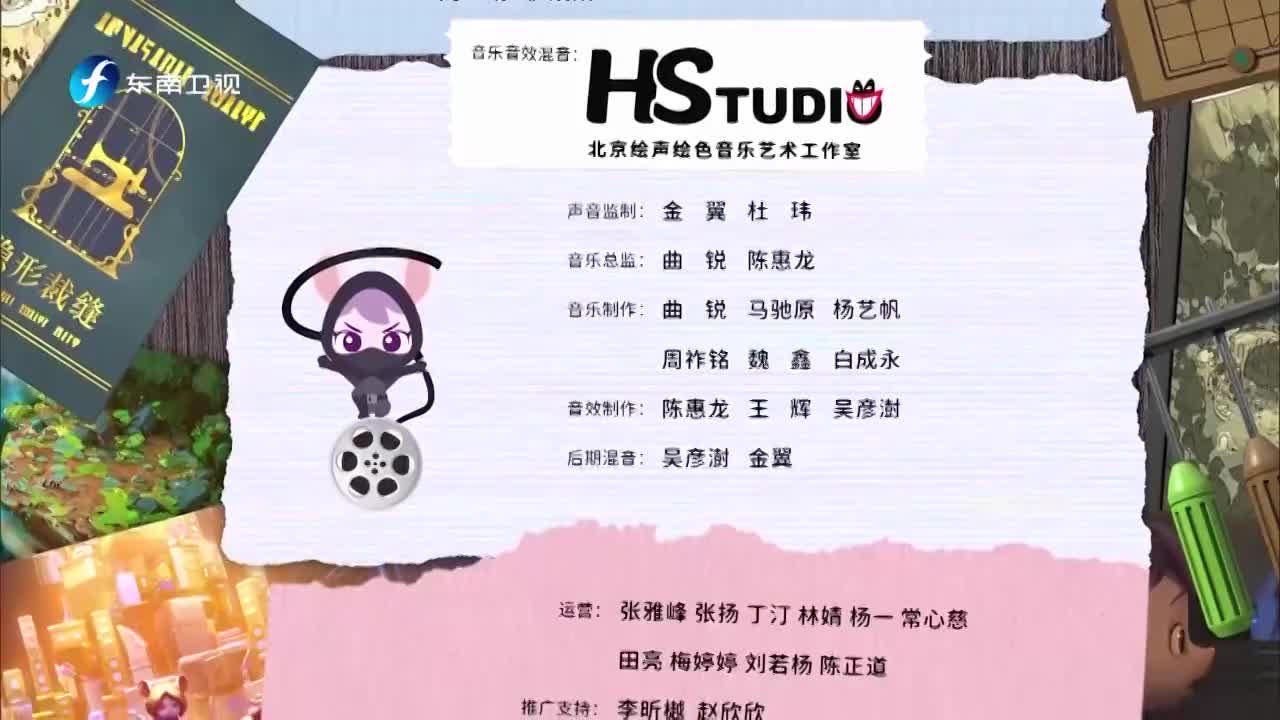 东南卫视
隐形裁缝
音乐音效混音：
HSTUDIO
北京绘声绘色音乐艺术工作室
声音监制： 金 翼 杜 玮
音乐总监： 曲 锐 陈惠龙
音乐制作： 曲 锐 马驰原 杨艺帆
周祚铭 魏 鑫 白成永
音效制作： 陈惠龙 王 辉 吴彦澍
后期混音： 吴彦澍 金翼
运营： 张雅峰 张扬 丁汀 林婧 杨一 常心慈
田亮 梅婷婷 刘若杨 陈正道
推广支持： 李昕樾 赵欣欣